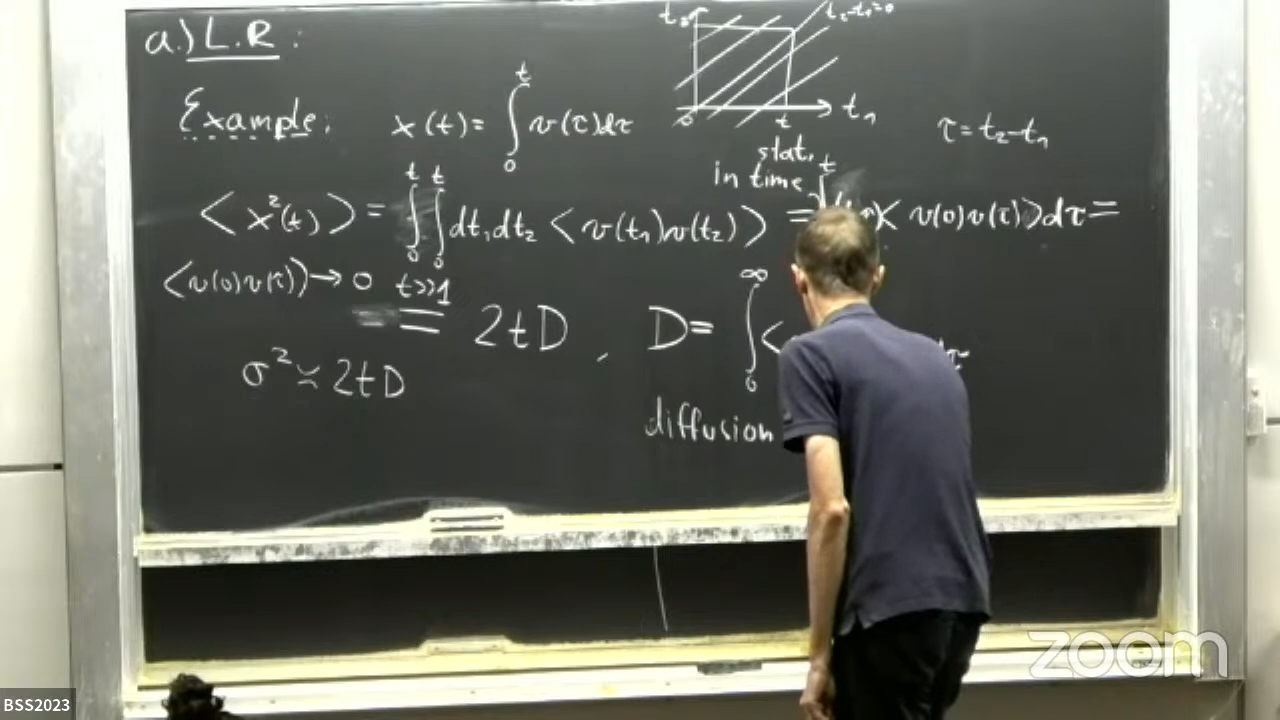 a.) L.R:
t₂ t₂-t₁=0
0 t t₁
Example: x(t) = ∫₀ᵗ v(τ)dτ
τ = t₂-t₁
stat.
in time
<x²(t)> = ∫₀ᵗ∫₀ᵗ dt₁dt₂ <v(t₁)v(t₂)> = <v(0)v(τ)>dτ =
<v(0)v(τ)> → 0 t>>1
= 2tD , D = ∫₀^∞ <
σ² ≍ 2tD
diffusion
zoom
BSS2023